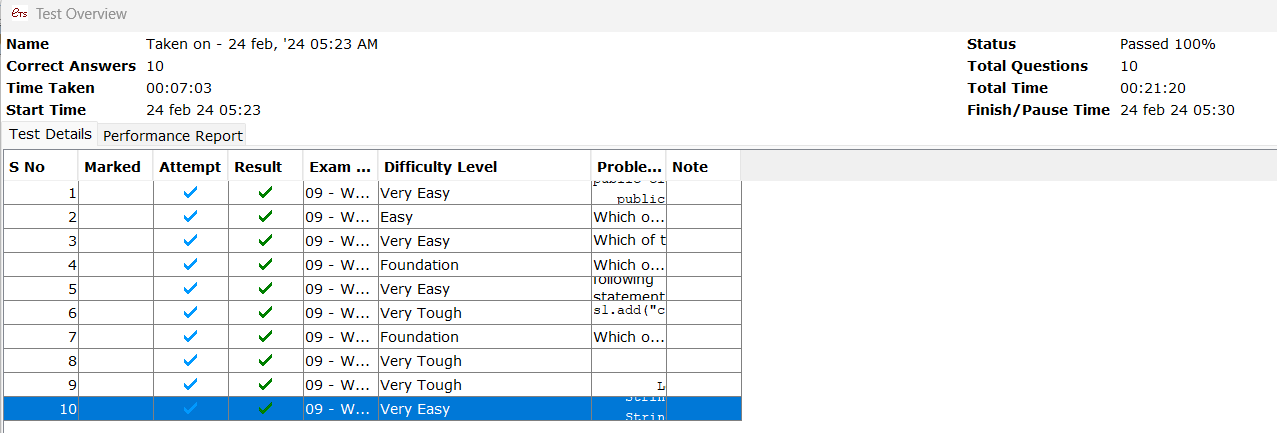 ETS Test Overview
Name Taken on - 24 feb, '24 05:23 AM Status Passed 100%
Correct Answers 10 Total Questions 10
Time Taken 00:07:03 Total Time 00:21:20
Start Time 24 feb 24 05:23 Finish/Pause Time 24 feb 24 05:30
Test Details Performance Report
S No Marked Attempt Result Exam ... Difficulty Level Proble... Note
1 09 - W... Very Easy public
2 09 - W... Easy Which o...
3 09 - W... Very Easy Which of t
4 09 - W... Foundation Which o...
5 09 - W... Very Easy following
statement
6 09 - W... Very Tough sl.add("c
7 09 - W... Foundation Which o...
8 09 - W... Very Tough
9 09 - W... Very Tough L
10 09 - W... Very Easy Strin
Strin